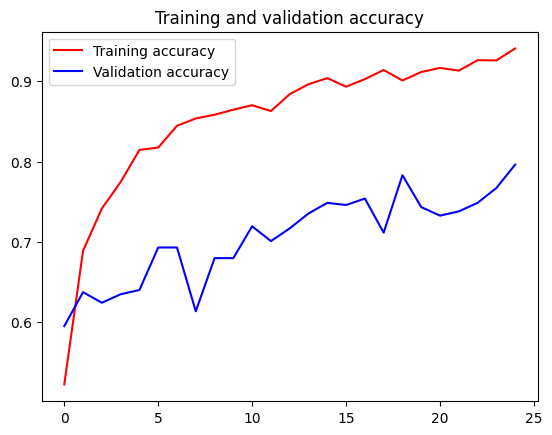 Training and validation accuracy
Training accuracy
Validation accuracy
0.9
0.8
0.7
0.6
0 5 10 15 20 25